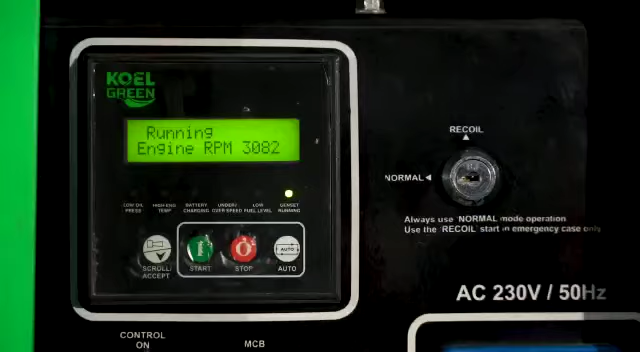 KOEL
GREEN
Running
Engine RPM 3082
LOW OIL PRESS
HIGH ENG TEMP
BATTERY CHARGING
UNDER/ OVER SPEED
LOW FUEL LEVEL
GENSET RUNNING
SCROLL/
ACCEPT
START
STOP
AUTO
AUTO
RECOIL
NORMAL
Always use 'NORMAL' mode operation
Use the 'RECOIL' start in emergency case only
AC 230V / 50Hz
CONTROL
ON
MCB